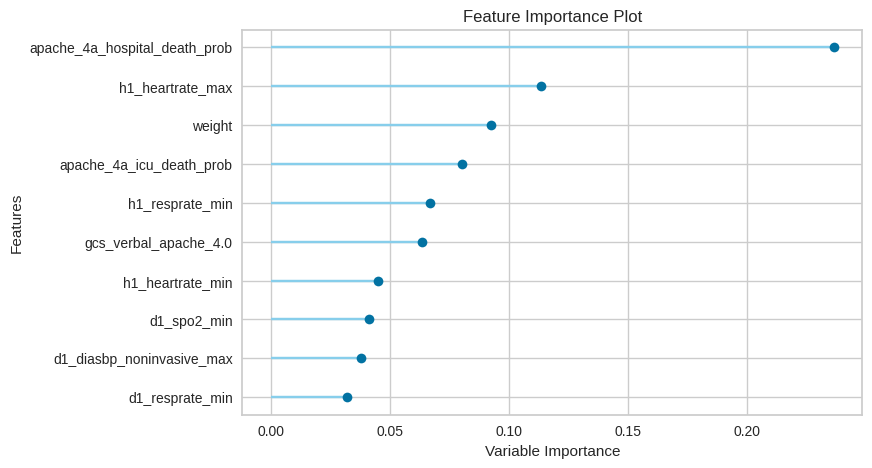 Feature Importance Plot
Features
apache_4a_hospital_death_prob
h1_heartrate_max
weight
apache_4a_icu_death_prob
h1_resprate_min
gcs_verbal_apache_4.0
h1_heartrate_min
d1_spo2_min
d1_diasbp_noninvasive_max
d1_resprate_min
0.00 0.05 0.10 0.15 0.20
Variable Importance